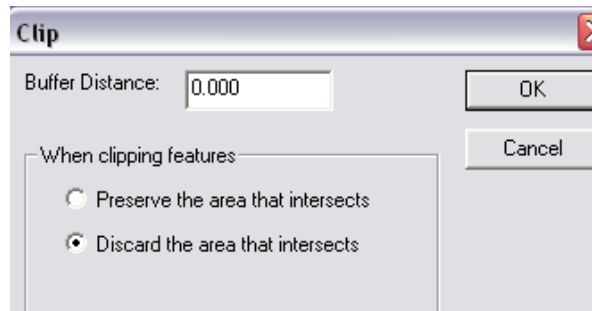 Clip
Buffer Distance: 0.000
OK
When clipping features
Cancel
Preserve the area that intersects
Discard the area that intersects